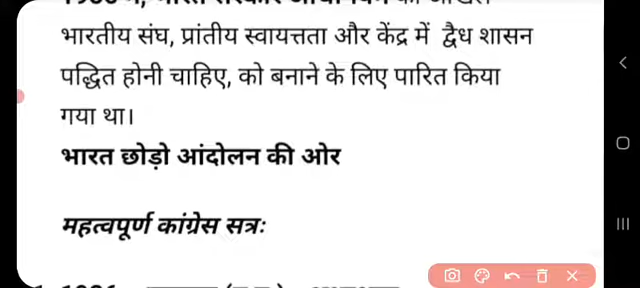 भारतीय संघ, प्रांतीय स्वायत्तता और केंद्र में द्वैध शासन
पद्धित होनी चाहिए, को बनाने के लिए पारित किया
गया था।
भारत छोड़ो आंदोलन की ओर
महत्वपूर्ण कांग्रेस सत्रः